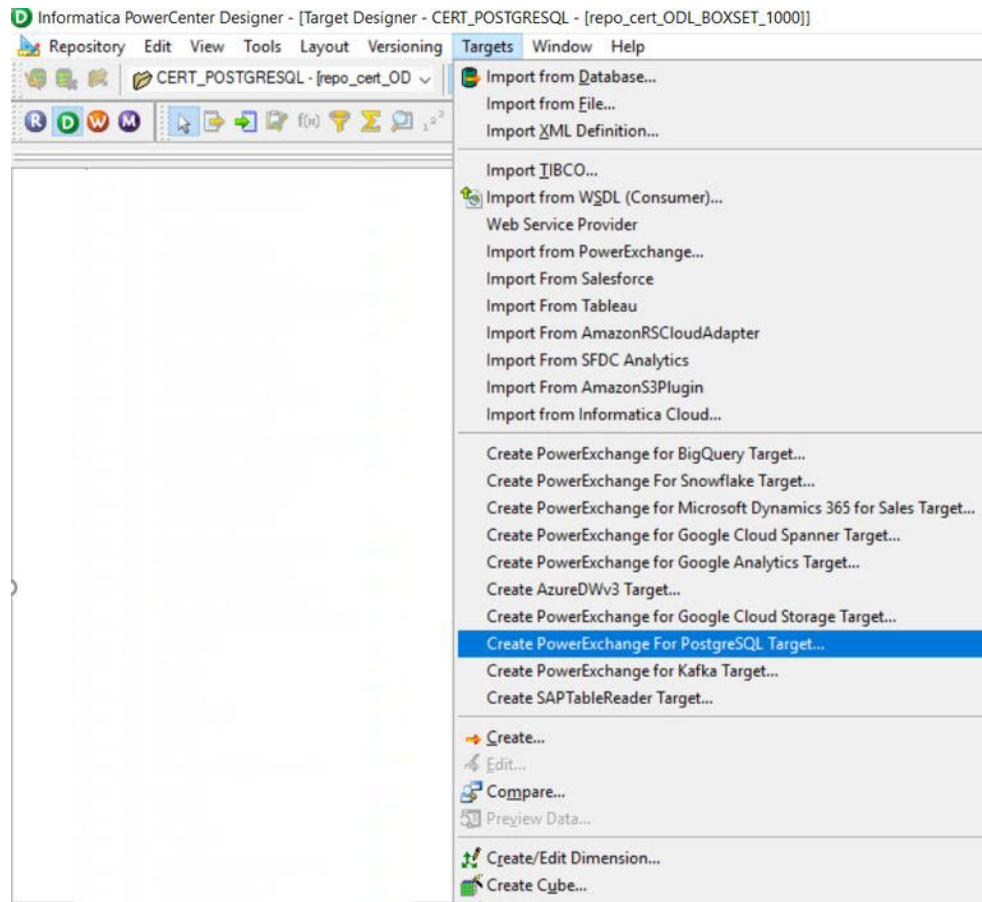 Informatica PowerCenter Designer - [Target Designer - CERT_POSTGRESQL - [repo_cert_ODL_BOXSET_1000]]
Repository Edit View Tools Layout Versioning Targets Window Help
CERT_POSTGRESQL - [repo_cert_OD
R D W M f(x) Σ 1 2 3
Import from Database...
Import from File...
Import XML Definition...
Import TIBCO...
Import from WSDL (Consumer)...
Web Service Provider
Import from PowerExchange...
Import From Salesforce
Import From Tableau
Import From AmazonRSCloudAdapter
Import From SFDC Analytics
Import From AmazonS3Plugin
Import from Informatica Cloud...
Create PowerExchange for BigQuery Target...
Create PowerExchange For Snowflake Target...
Create PowerExchange for Microsoft Dynamics 365 for Sales Target...
Create PowerExchange for Google Cloud Spanner Target...
Create PowerExchange for Google Analytics Target...
Create AzureDWv3 Target...
Create PowerExchange for Google Cloud Storage Target...
Create PowerExchange For PostgreSQL Target...
Create PowerExchange for Kafka Target...
Create SAPTableReader Target...
Create...
Edit...
Compare...
Preview Data...
Create/Edit Dimension...
Create Cube...